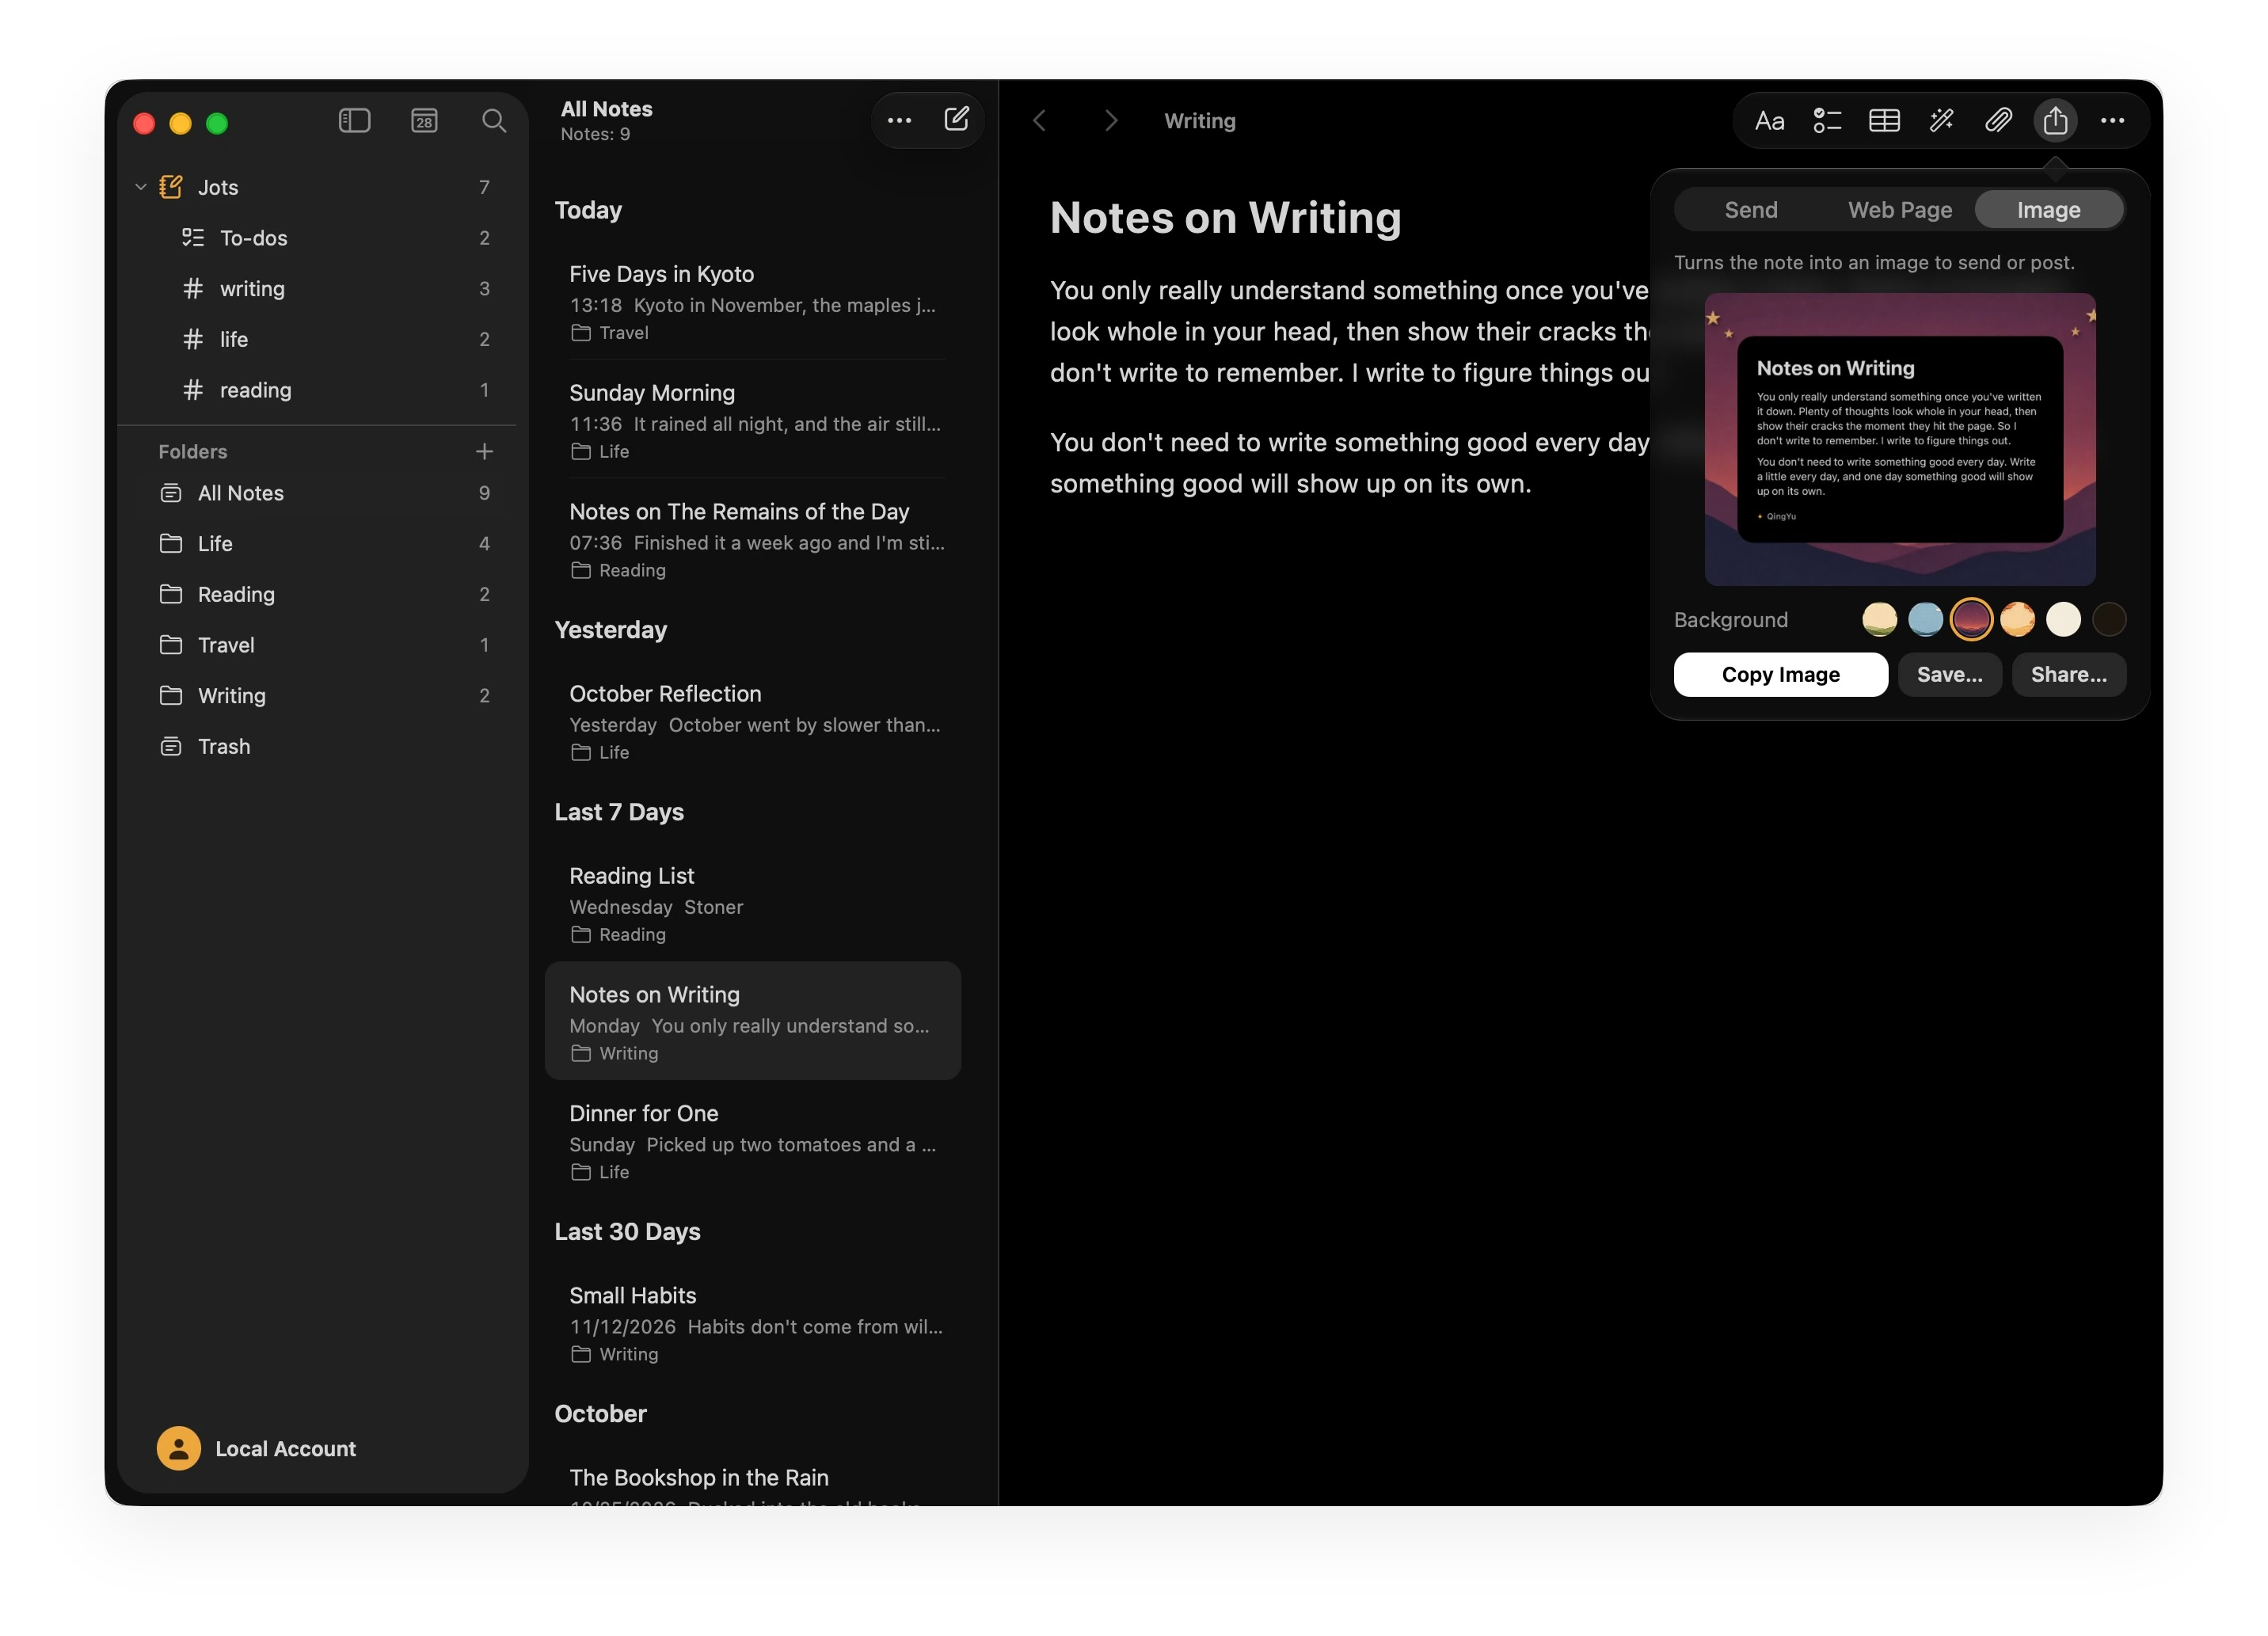 28
Jots 7
To-dos 2
# writing 3
# life 2
# reading 1
Folders
All Notes 9
Life 4
Reading 2
Travel 1
Writing 2
Trash
Local Account
All Notes
Notes: 9
Today
Five Days in Kyoto
13:18 Kyoto in November, the maples j...
Travel
Sunday Morning
11:36 It rained all night, and the air still...
Life
Notes on The Remains of the Day
07:36 Finished it a week ago and I'm sti...
Reading
Yesterday
October Reflection
Yesterday October went by slower than...
Life
Last 7 Days
Reading List
Wednesday Stoner
Reading
Notes on Writing
Monday You only really understand so...
Writing
Dinner for One
Sunday Picked up two tomatoes and a ...
Life
Last 30 Days
Small Habits
11/12/2026 Habits don't come from wil...
Writing
October
The Bookshop in the Rain
Writing
Aa
Notes on Writing
You only really understand something once you've
look whole in your head, then show their cracks
don't write to remember. I write to figure things
You don't need to write something good every day
something good will show up on its own.
Send Web Page Image
Turns the note into an image to send or post.
Notes on Writing
You only really understand something once you've written
it down. Plenty of thoughts look whole in your head, then
show their cracks the moment they hit the page. So I
don't write to remember. I write to figure things out.
You don't need to write something good every day. Write
a little every day, and one day something good will show
up on its own.
QingYu
Background
Copy Image Save... Share...